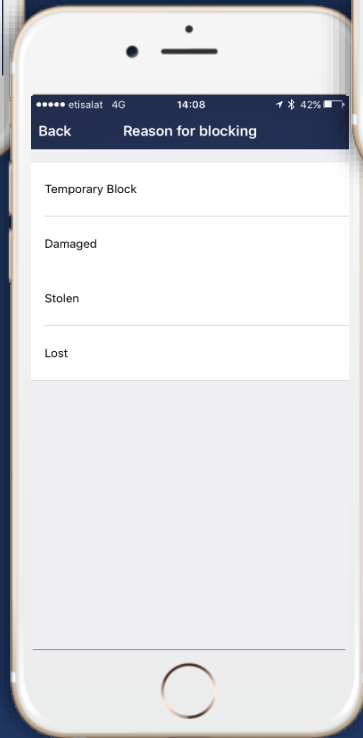 etisalat 4G 14:08 42%
Back Reason for blocking
Temporary Block
Damaged
Stolen
Lost